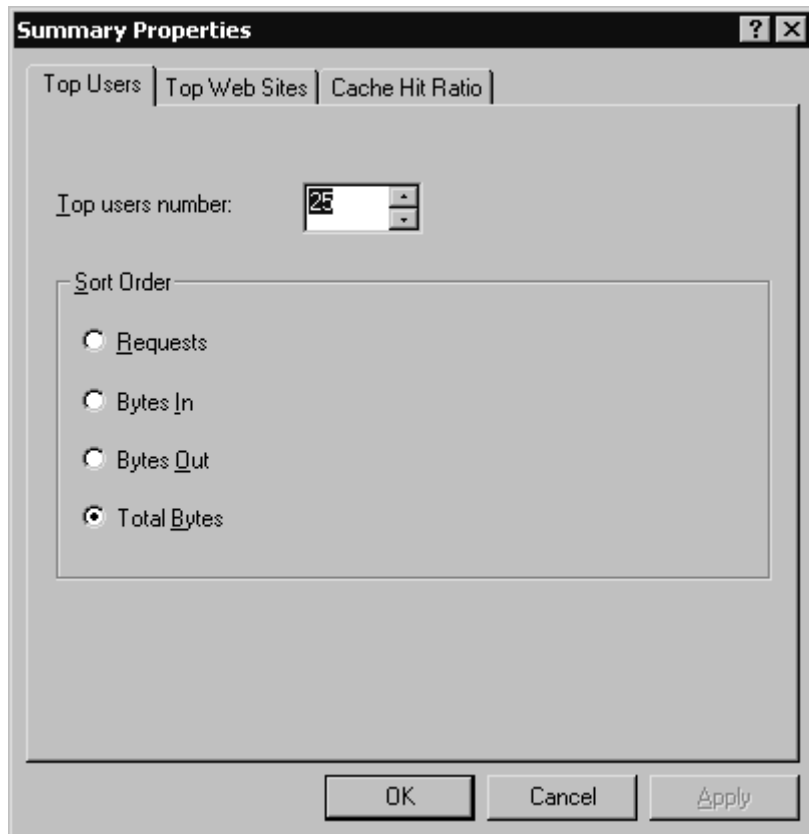 Summary Properties
Top Users Top Web Sites Cache Hit Ratio
Top users number: 25
Sort Order
Requests
Bytes In
Bytes Out
Total Bytes
OK Cancel Apply